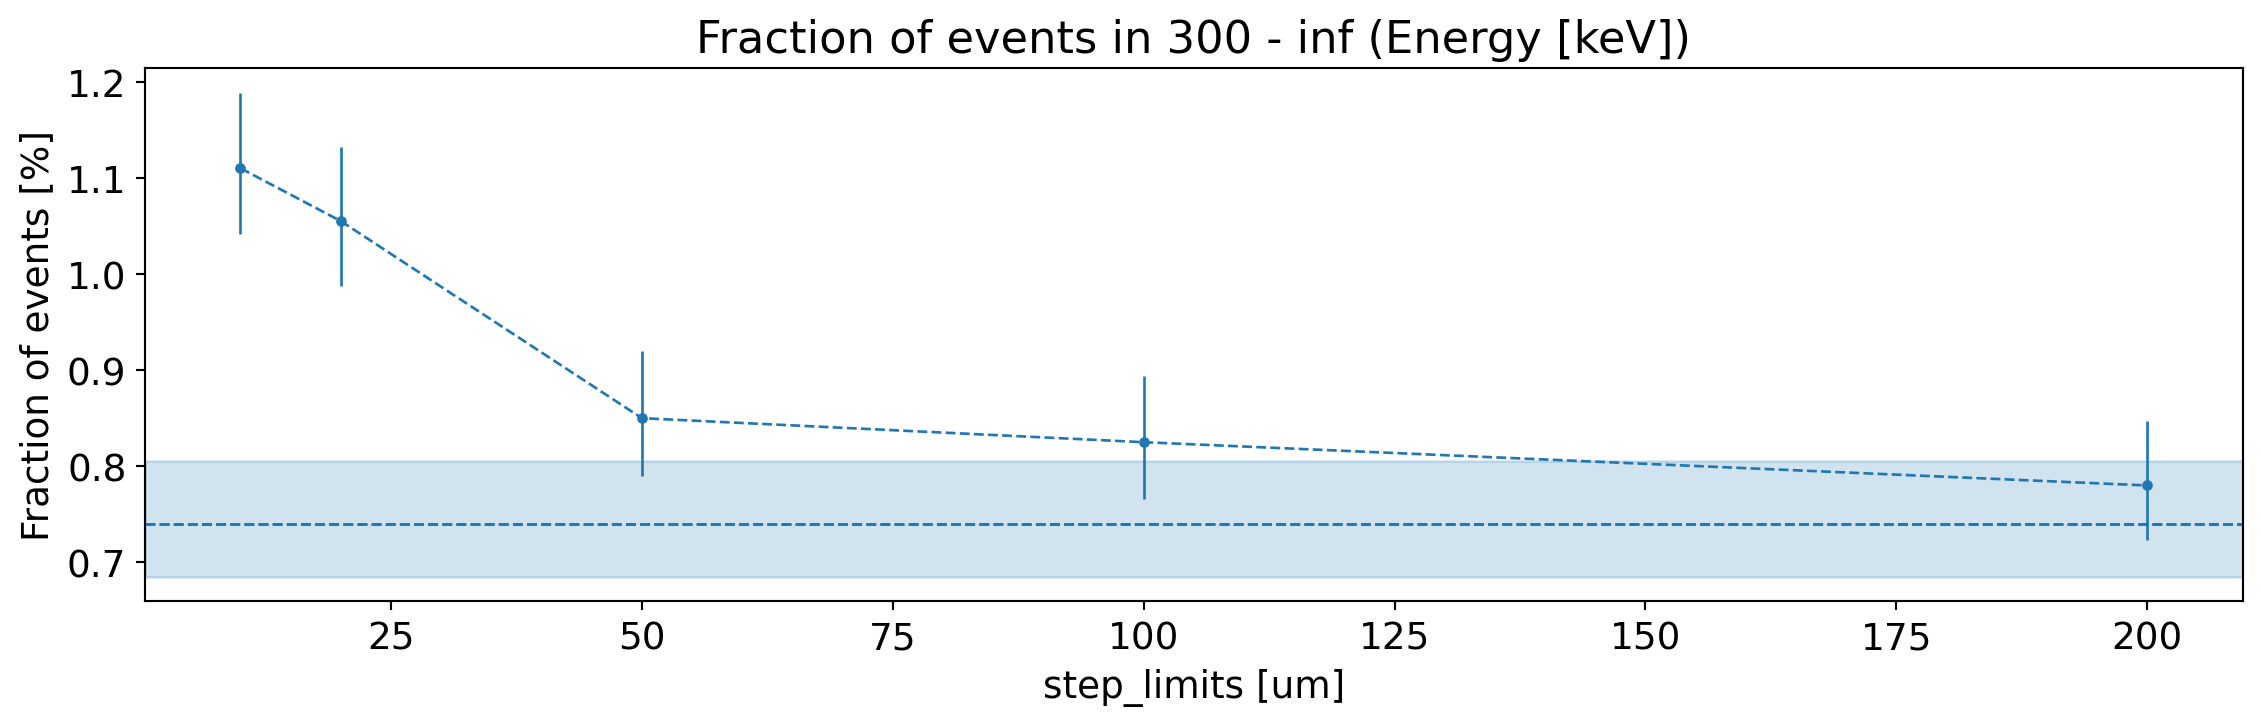 Fraction of events in 300 - inf (Energy [keV])
Fraction of events [%]
1.2
1.1
1.0
0.9
0.8
0.7
25 50 75 100 125 150 175 200
step_limits [um]